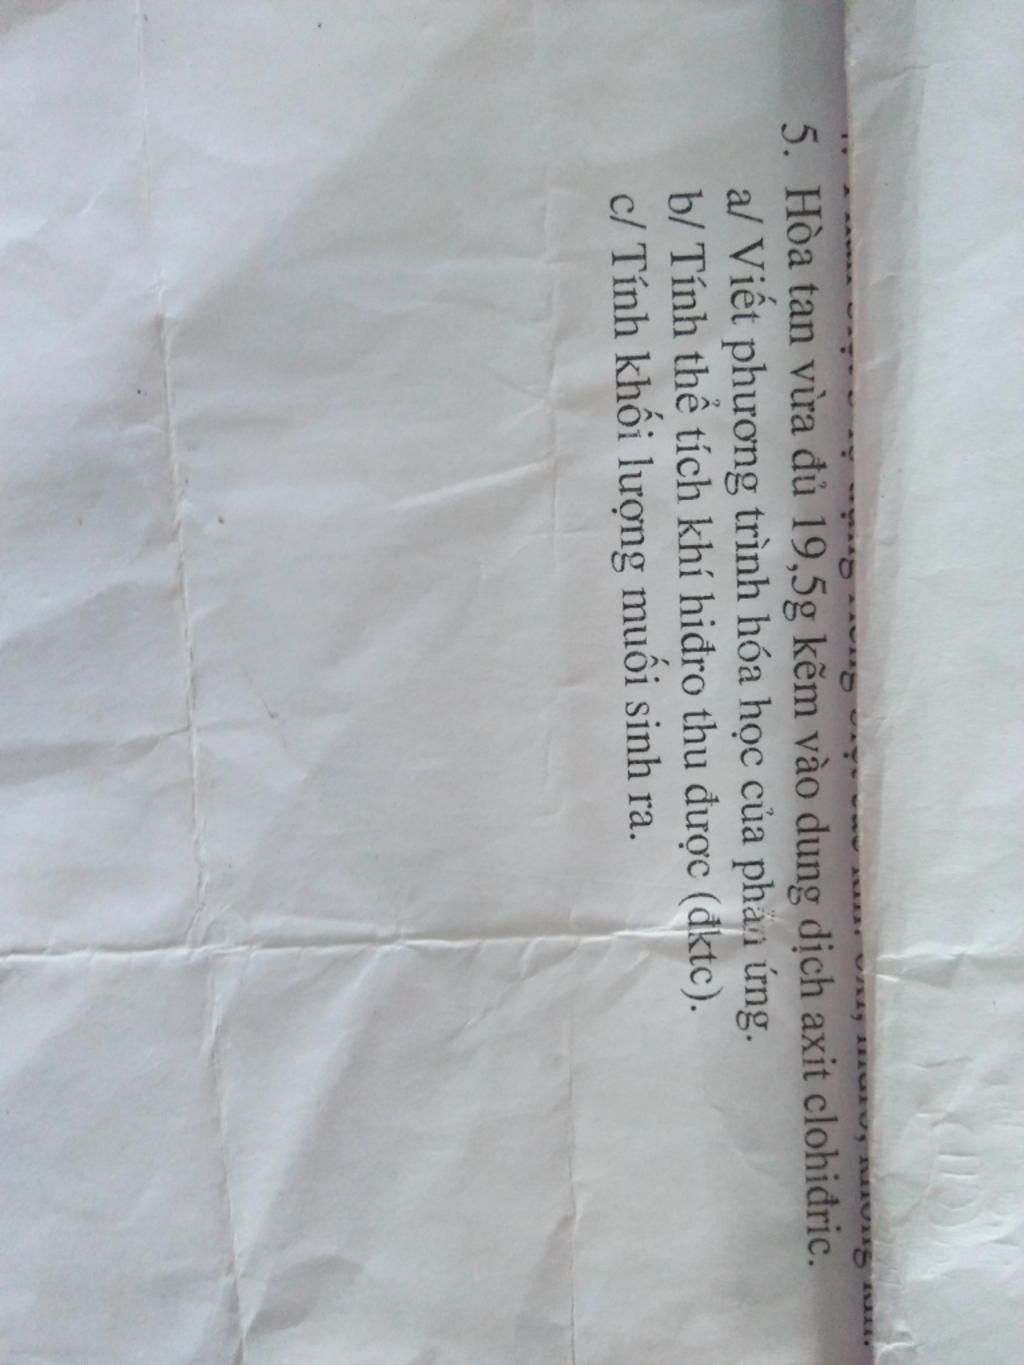 5. Hòa tan vừa đủ 19,5g kẽm vào dung dịch axit clohiđric.
a/ Viết phương trình hóa học của phản ứng.
b/ Tính thể tích khí hiđro thu được (đktc).
c/ Tính khối lượng muối sinh ra.